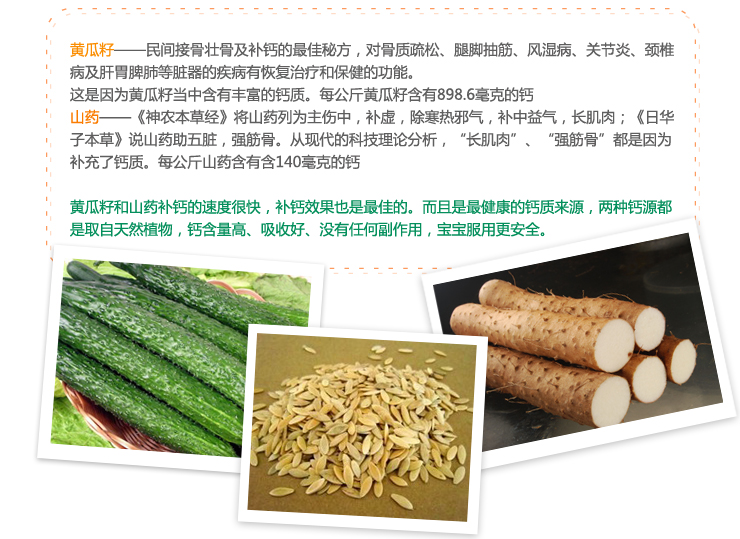 黄瓜籽——民间接骨壮骨及补钙的最佳秘方，对骨质疏松、腿脚抽筋、风湿病、关节炎、颈椎
病及肝胃脾肺等脏器的疾病有恢复治疗和保健的功能。
这是因为黄瓜籽当中含有丰富的钙质。每公斤黄瓜籽含有898.6毫克的钙
山药——《神农本草经》将山药列为主伤中，补虚，除寒热邪气，补中益气，长肌肉；《日华
子本草》说山药助五脏，强筋骨。从现代的科技理论分析，“长肌肉”、“强筋骨”都是因为
补充了钙质。每公斤山药含有含140毫克的钙
黄瓜籽和山药补钙的速度很快，补钙效果也是最佳的。而且是最健康的钙质来源，两种钙源都
是取自天然植物，钙含量高、吸收好、没有任何副作用，宝宝服用更安全。